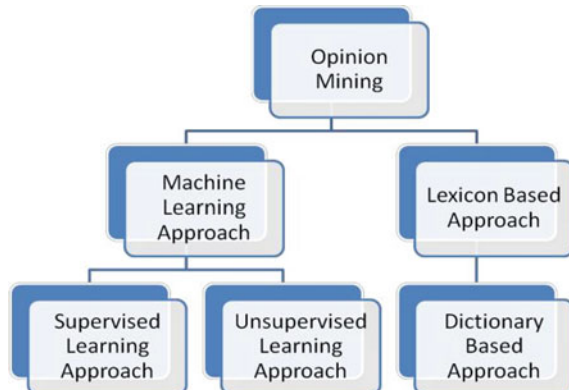 Opinion
Mining
Machine
Learning
Approach
Lexicon Based
Approach
Supervised
Learning
Approach
Unsupervised
Learning
Approach
Dictionary
Based
Approach